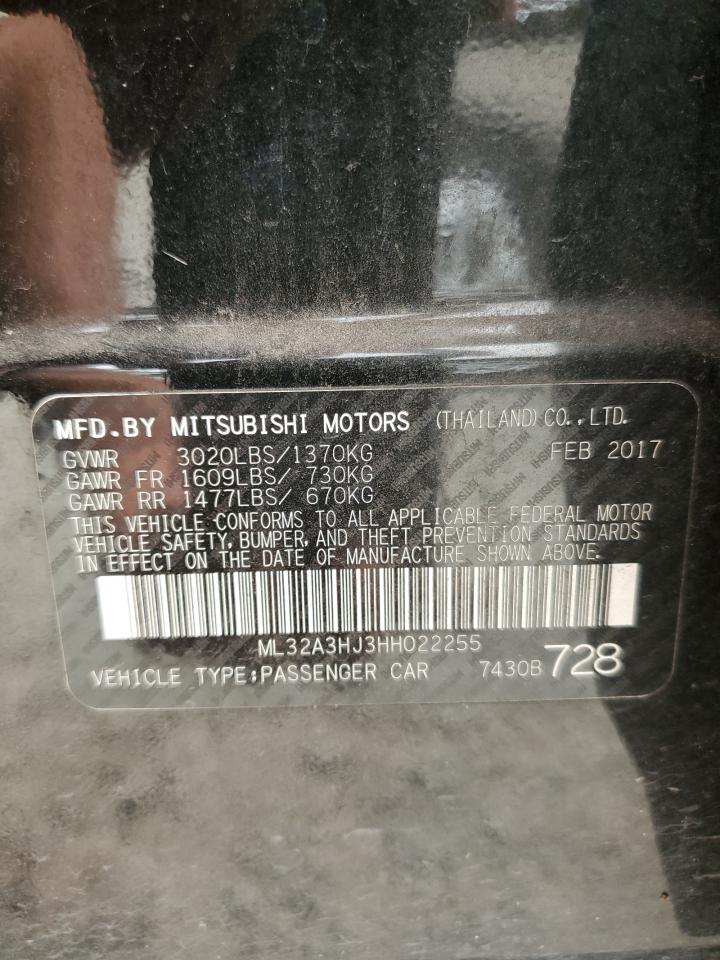 MFD.BY MITSUBISHI MOTORS (THAILAND) CO.,LTD.
GVWR 3020LBS/1370KG FEB 2017
GAWR FR 1609LBS/ 730KG
GAWR RR 1477LBS/ 670KG
THIS VEHICLE CONFORMS TO ALL APPLICABLE FEDERAL MOTOR
VEHICLE SAFETY, BUMPER, AND THEFT PREVENTION STANDARDS
IN EFFECT ON THE DATE OF MANUFACTURE SHOWN ABOVE.
ML32A3HJ3HH022255
VEHICLE TYPE:PASSENGER CAR 7430B 728